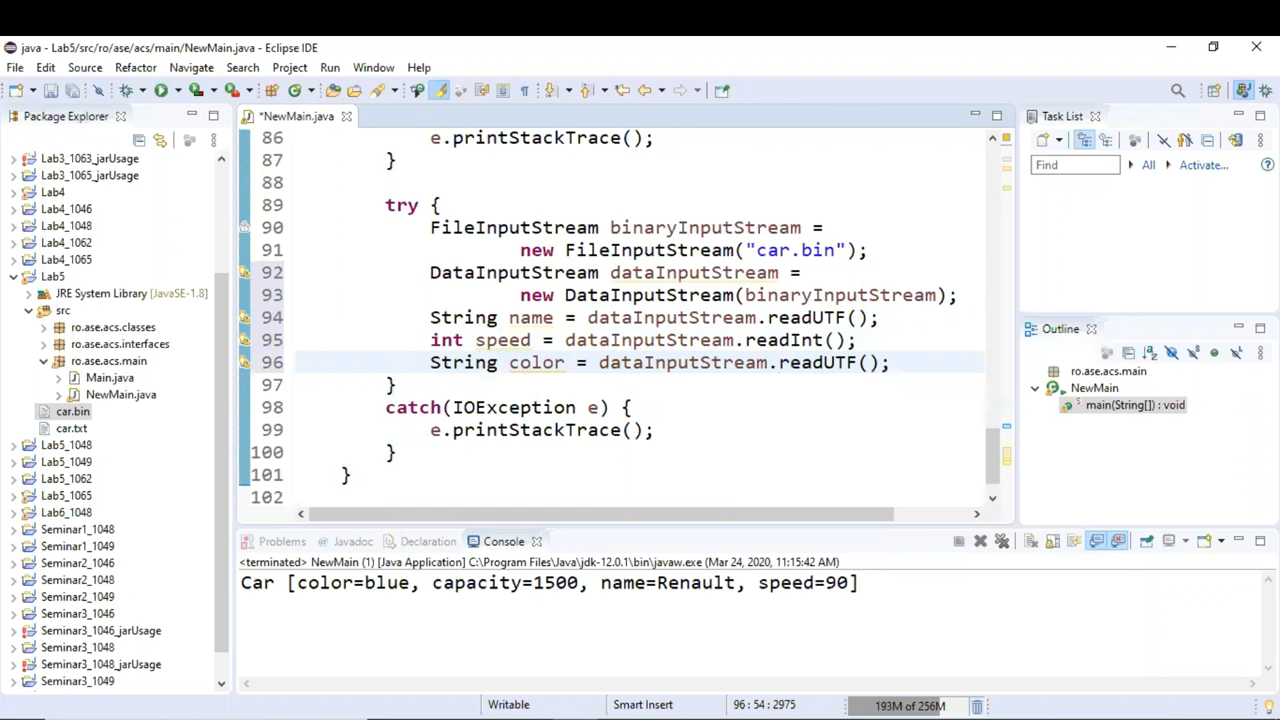 java - Lab5/src/ro/ase/acs/main/NewMain.java - Eclipse IDE
File Edit Source Refactor Navigate Search Project Run Window Help
Package Explorer
Lab3_1063_jarUsage
Lab3_1065_jarUsage
Lab4
Lab4_1046
Lab4_1048
Lab4_1062
Lab4_1065
Lab5
JRE System Library [JavaSE-1.8]
src
ro.ase.acs.classes
ro.ase.acs.interfaces
ro.ase.acs.main
Main.java
NewMain.java
car.bin
car.txt
Lab5_1048
Lab5_1049
Lab5_1062
Lab5_1065
Lab6_1048
Seminar1_1048
Seminar1_1049
Seminar2_1046
Seminar2_1048
Seminar2_1049
Seminar3_1046
Seminar3_1046_jarUsage
Seminar3_1048
Seminar3_1048_jarUsage
Seminar3_1049
*NewMain.java
86 e.printStackTrace();
87 }
88
89 try {
90 FileInputStream binaryInputStream =
91 new FileInputStream("car.bin");
92 DataInputStream dataInputStream =
93 new DataInputStream(binaryInputStream);
94 String name = dataInputStream.readUTF();
95 int speed = dataInputStream.readInt();
96 String color = dataInputStream.readUTF();
97 }
98 catch(IOException e) {
99 e.printStackTrace();
100 }
101 }
102
Task List
Find All Activate...
Outline
ro.ase.acs.main
NewMain
main(String[]) : void
Problems Javadoc Declaration Console
<terminated> NewMain (1) [Java Application] C:\Program Files\Java\jdk-12.0.1\bin\javaw.exe (Mar 24, 2020, 11:15:42 AM)
Car [color=blue, capacity=1500, name=Renault, speed=90]
Writable Smart Insert 96 : 54 : 2975 193M of 256M